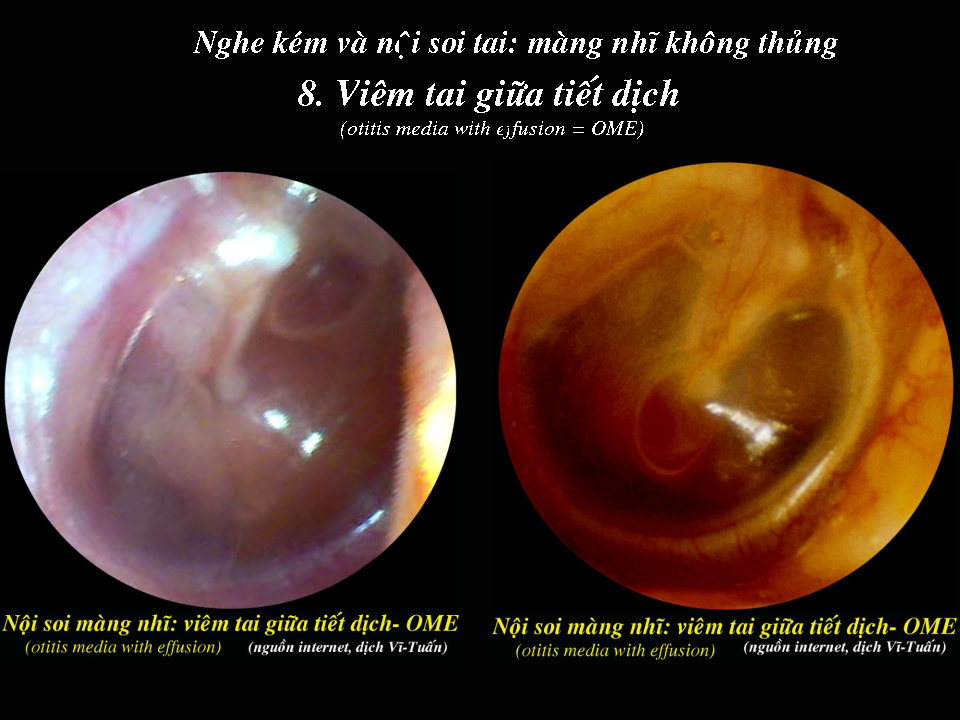 Nghe kém và nội soi tai: màng nhĩ không thủng
8. Viêm tai giữa tiết dịch
(otitis media with effusion = OME)
Nội soi màng nhĩ: viêm tai giữa tiết dịch- OME
(otitis media with effusion) (nguồn internet, dịch Vĩ-Tuấn)
Nội soi màng nhĩ: viêm tai giữa tiết dịch- OME
(otitis media with effusion) (nguồn internet, dịch Vĩ-Tuấn)